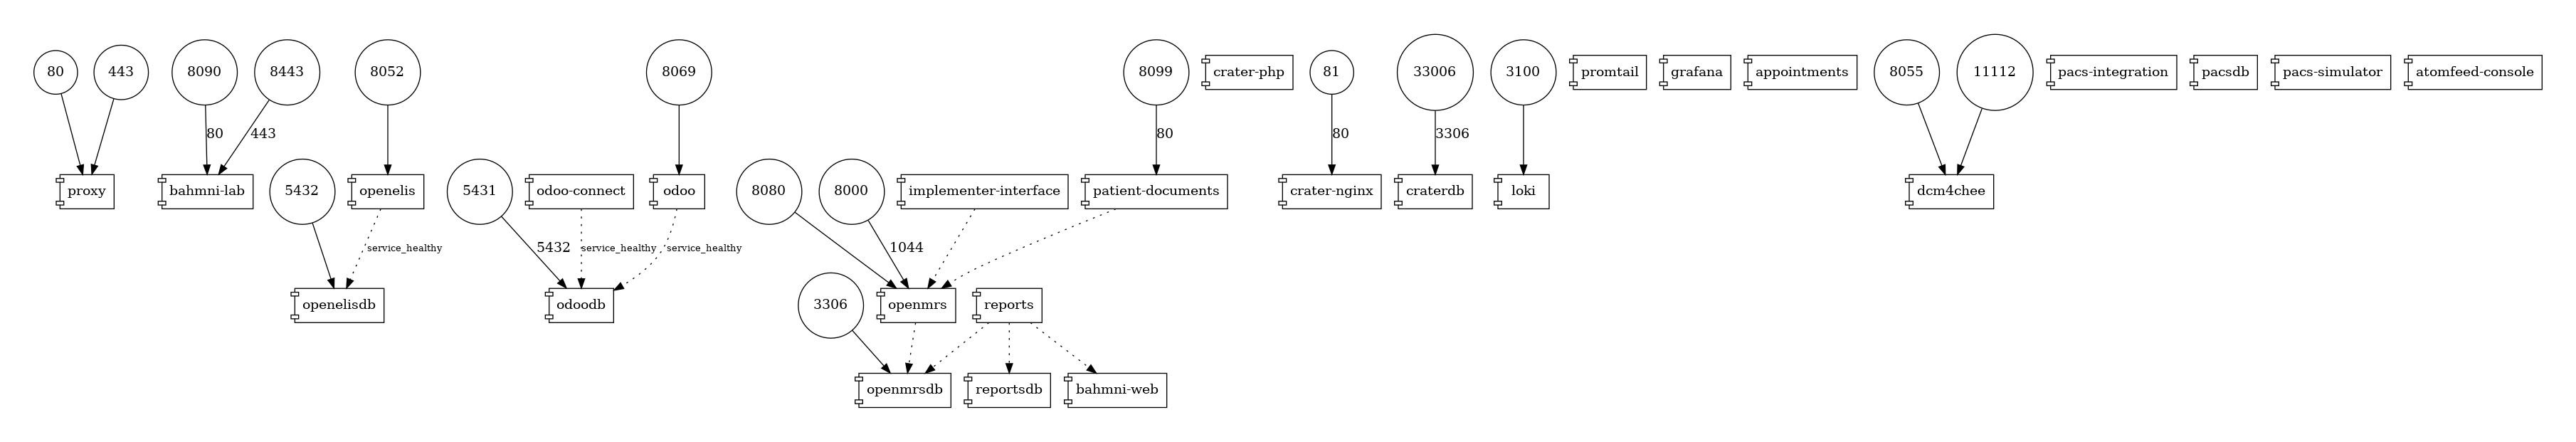 80
443
8090
8443
8052
8069
8099
crater-php
81
33006
3100
promtail
grafana
appointments
8055
11112
pacs-integration
pacsdb
pacs-simulator
atomfeed-console
80
443
80
80
3306
proxy
bahmni-lab
5432
openelis
5431
odoo-connect
odoo
8080
8000
implementer-interface
patient-documents
crater-nginx
craterdb
loki
dcm4chee
service_healthy
5432
service_healthy
service_healthy
1044
openelisdb
odoodb
3306
openmrs
reports
openmrsdb
reportsdb
bahmni-web